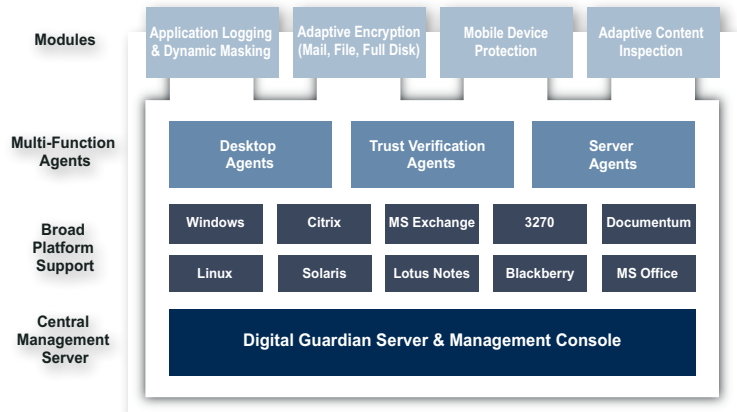 Modules
Application Logging
& Dynamic Masking
Adaptive Encryption
(Mail, File, Full Disk)
Mobile Device
Protection
Adaptive Content
Inspection
Multi-Function
Agents
Desktop
Agents
Trust Verification
Agents
Server
Agents
Broad
Platform
Support
Windows
Citrix
MS Exchange
3270
Documentum
Linux
Solaris
Lotus Notes
Blackberry
MS Office
Central
Management
Server
Digital Guardian Server & Management Console